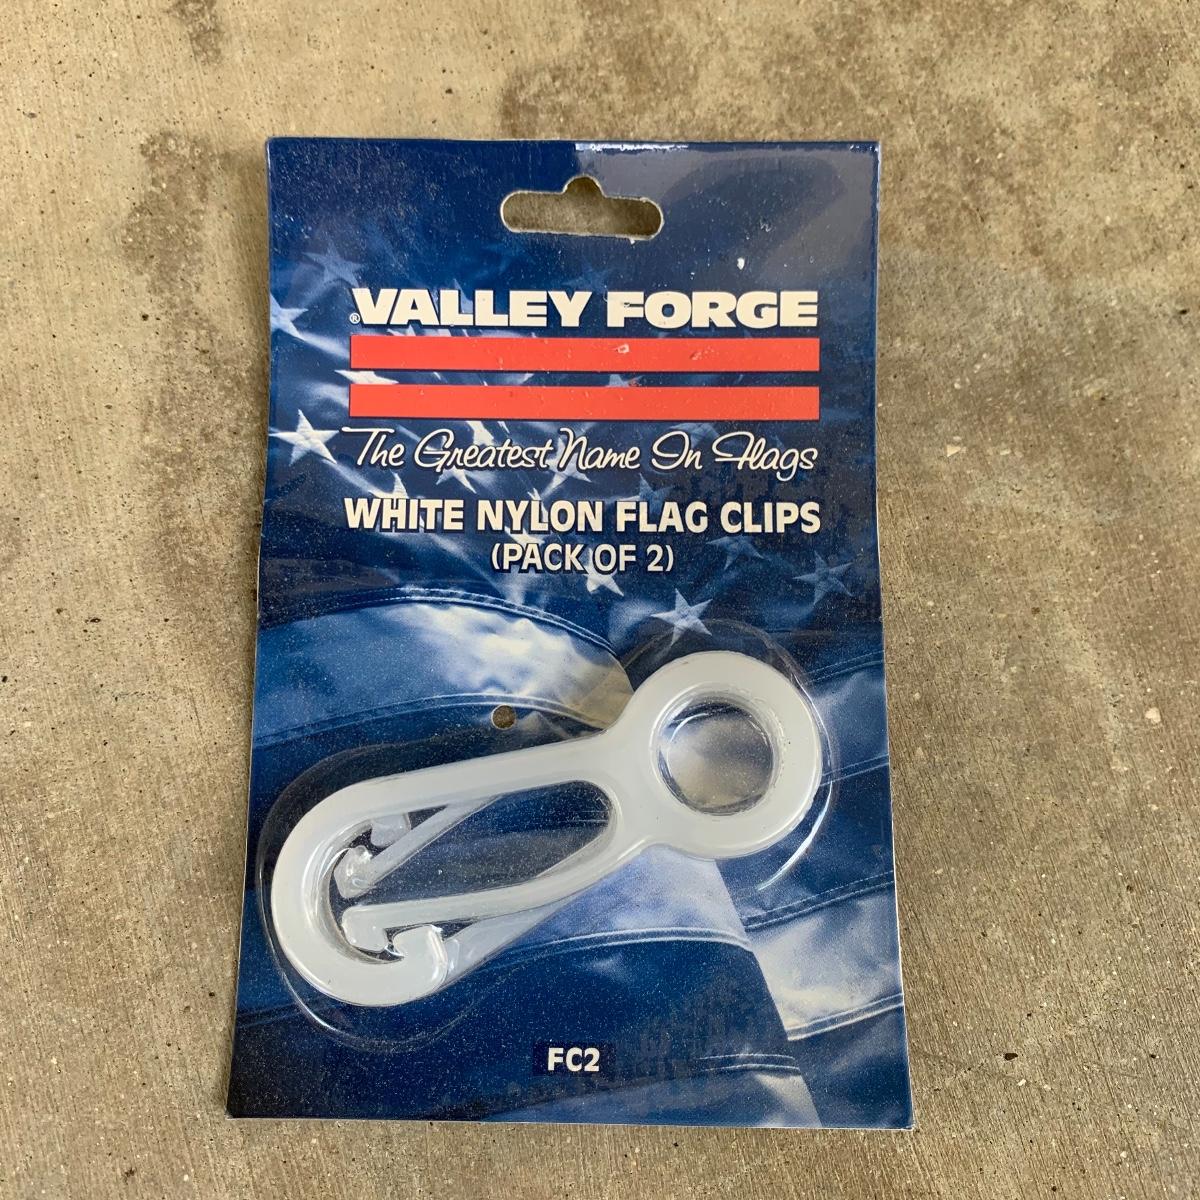 ®VALLEY FORGE
The Greatest Name In Flags
WHITE NYLON FLAG CLIPS
(PACK OF 2)
FC2